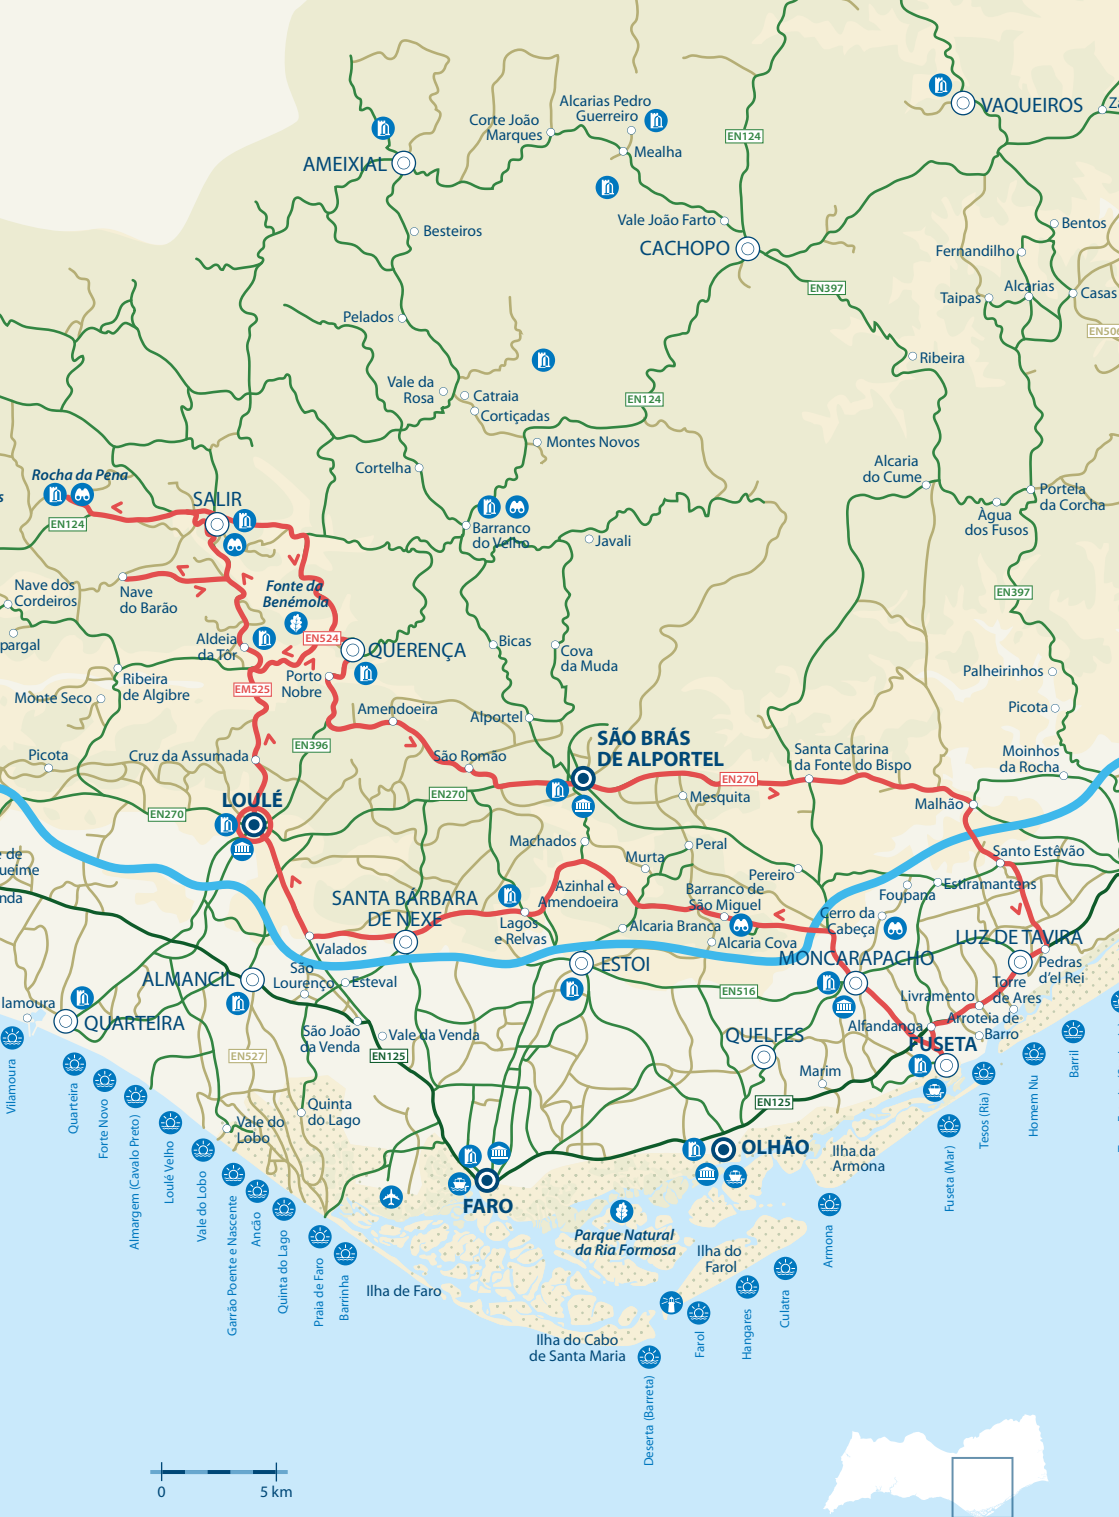 Alcarias Pedro
Guerreiro
VAQUEIROS
Corte João
Marques
EN124
Mealha
AMEIXIAL
Vale João Farto
Bentos
Besteiros
CACHOPO
Fernandilho
EN397
Alcarias
Taipas
Casas
Pelados
Ribeira
Vale da
Rosa
Catraia
EN124
Cortiçadas
Montes Novos
Cortelha
Alcaria
do Cume
Rocha da Pena
SALIR
Portela
da Corcha
EN124
Barranco
do Velho
Javali
Àgua
dos Fusos
Nave dos
Cordeiros
Nave
do Barão
Fonte da
Benémola
EN397
pargal
Aldeia
da Tôr
EN524
QUERENÇA
Bicas
Cova
da Muda
Palheirinhos
Ribeira
de Algibre
EM525
Porto
Nobre
Monte Seco
Amendoeira
Alportel
Picota
SÃO BRÁS
DE ALPORTEL
Picota
Cruz da Assumada
EN396
São Romão
Santa Catarina
da Fonte do Bispo
Moinhos
da Rocha
EN270
Mesquita
LOULÉ
EN270
EN270
Malhão
Machados
Peral
Murta
Santo Estêvão
e de
ueime
Pereiro
Azinhal e
Amendoeira
Barranco de
São Miguel
Estiramantens
Foupana
nda
SANTA BÁRBARA
DE NEXE
Lagos
e Relvas
Alcaria Branca
Cerro da
Cabeça
Valados
Alcaria Cova
LUZ DE TAVIRA
MONCARAPACHO
Pedras
d'el Rei
ALMANCIL
São
Lourenço
Esteval
ESTOI
Torre
de Ares
lamoura
EN516
Livramento
QUARTEIRA
São João
da Venda
Vale da Venda
Alfandanga
Arroteia de
Barro
QUELFES
FUSETA
EN527
EN125
Marim
Vilamoura
Quarteira
Forte Novo
Almargem (Cavalo Preto)
Loulé Velho
Vale do Lobo
Garrão Poente e Nascente
Ancão
Quinta do Lago
Praia de Faro
Barrinha
Vale do
Lobo
Quinta
do Lago
EN125
Barril
Homem Nu
Tesos (Ria)
Fuseta (Mar)
OLHÃO
Ilha da
Armona
FARO
Armona
Parque Natural
da Ria Formosa
Ilha do
Farol
Ilha de Faro
Culatra
Hangares
Farol
Ilha do Cabo
de Santa Maria
Deserta (Barreta)
0
5 km